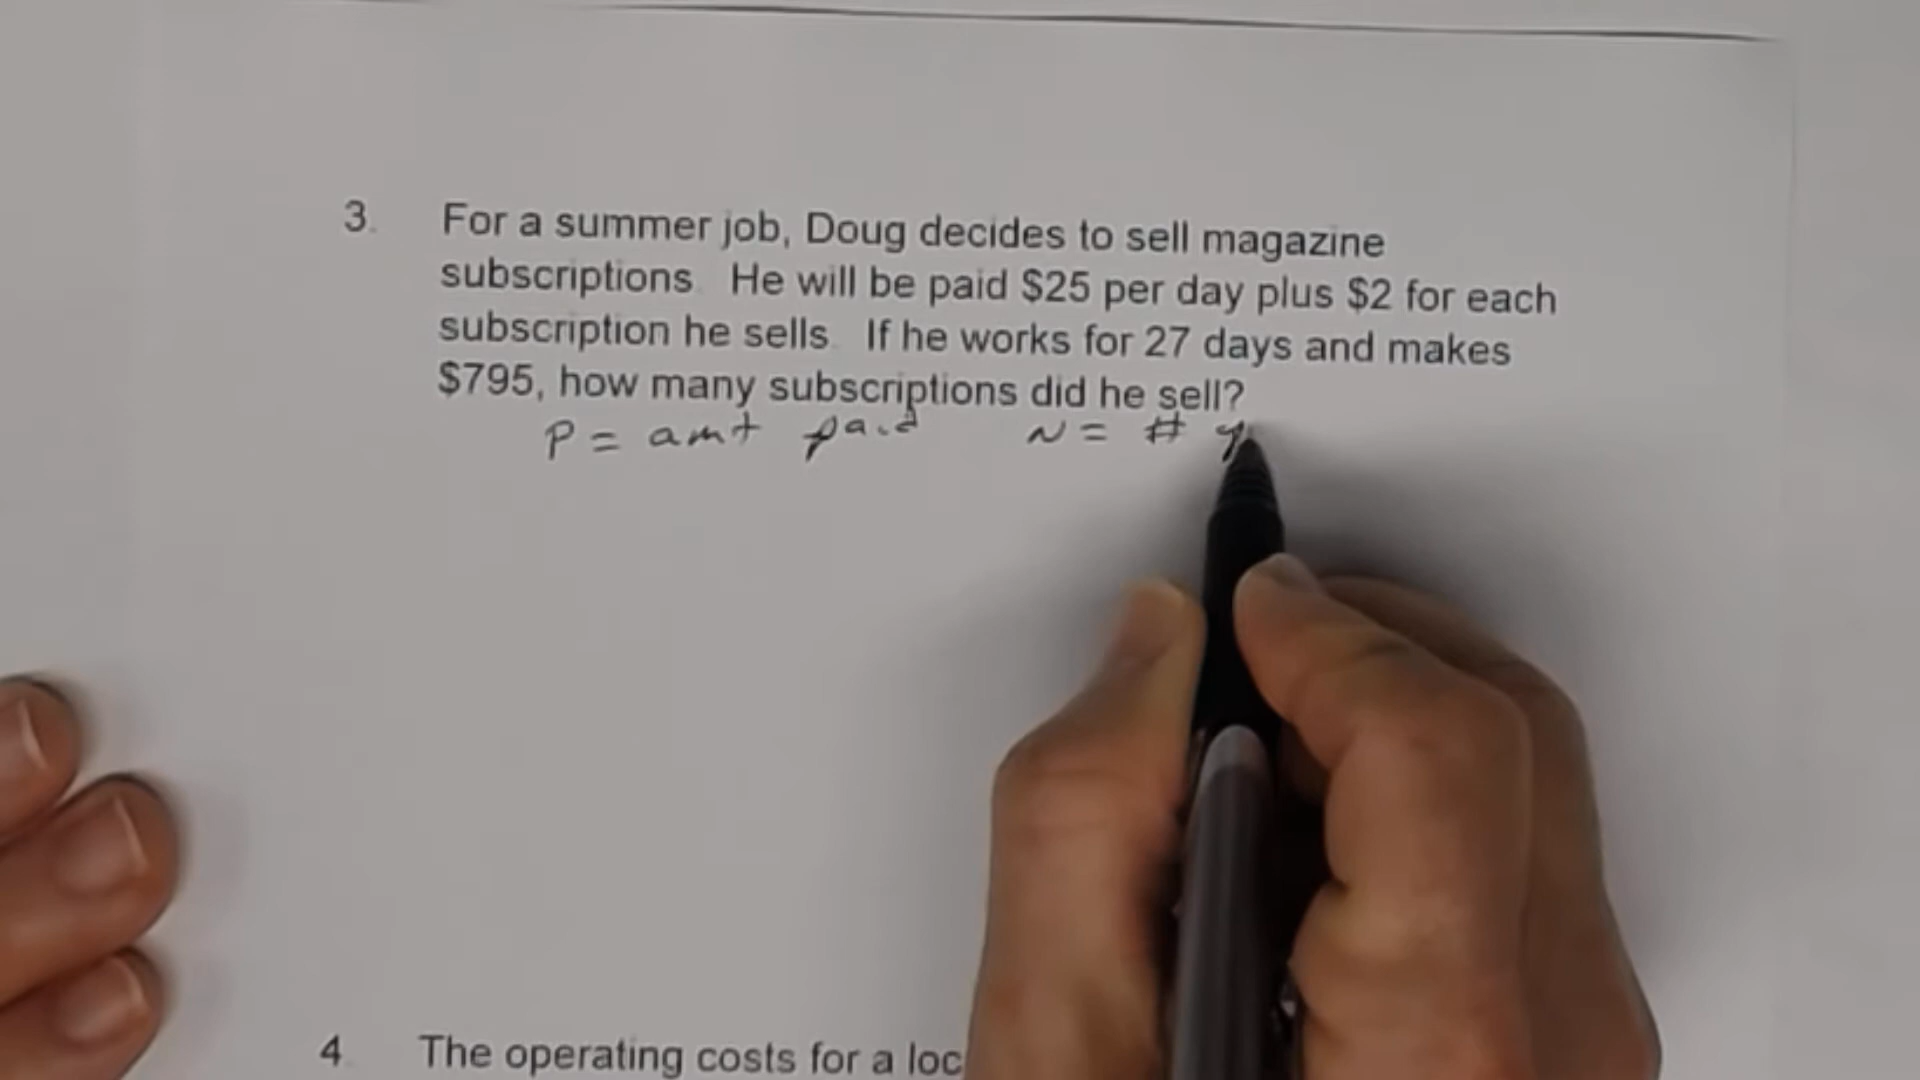 3. For a summer job, Doug decides to sell magazine
subscriptions. He will be paid $25 per day plus $2 for each
subscription he sells. If he works for 27 days and makes
$795, how many subscriptions did he sell?
P = amt paid N = #
4 The operating costs for a loc